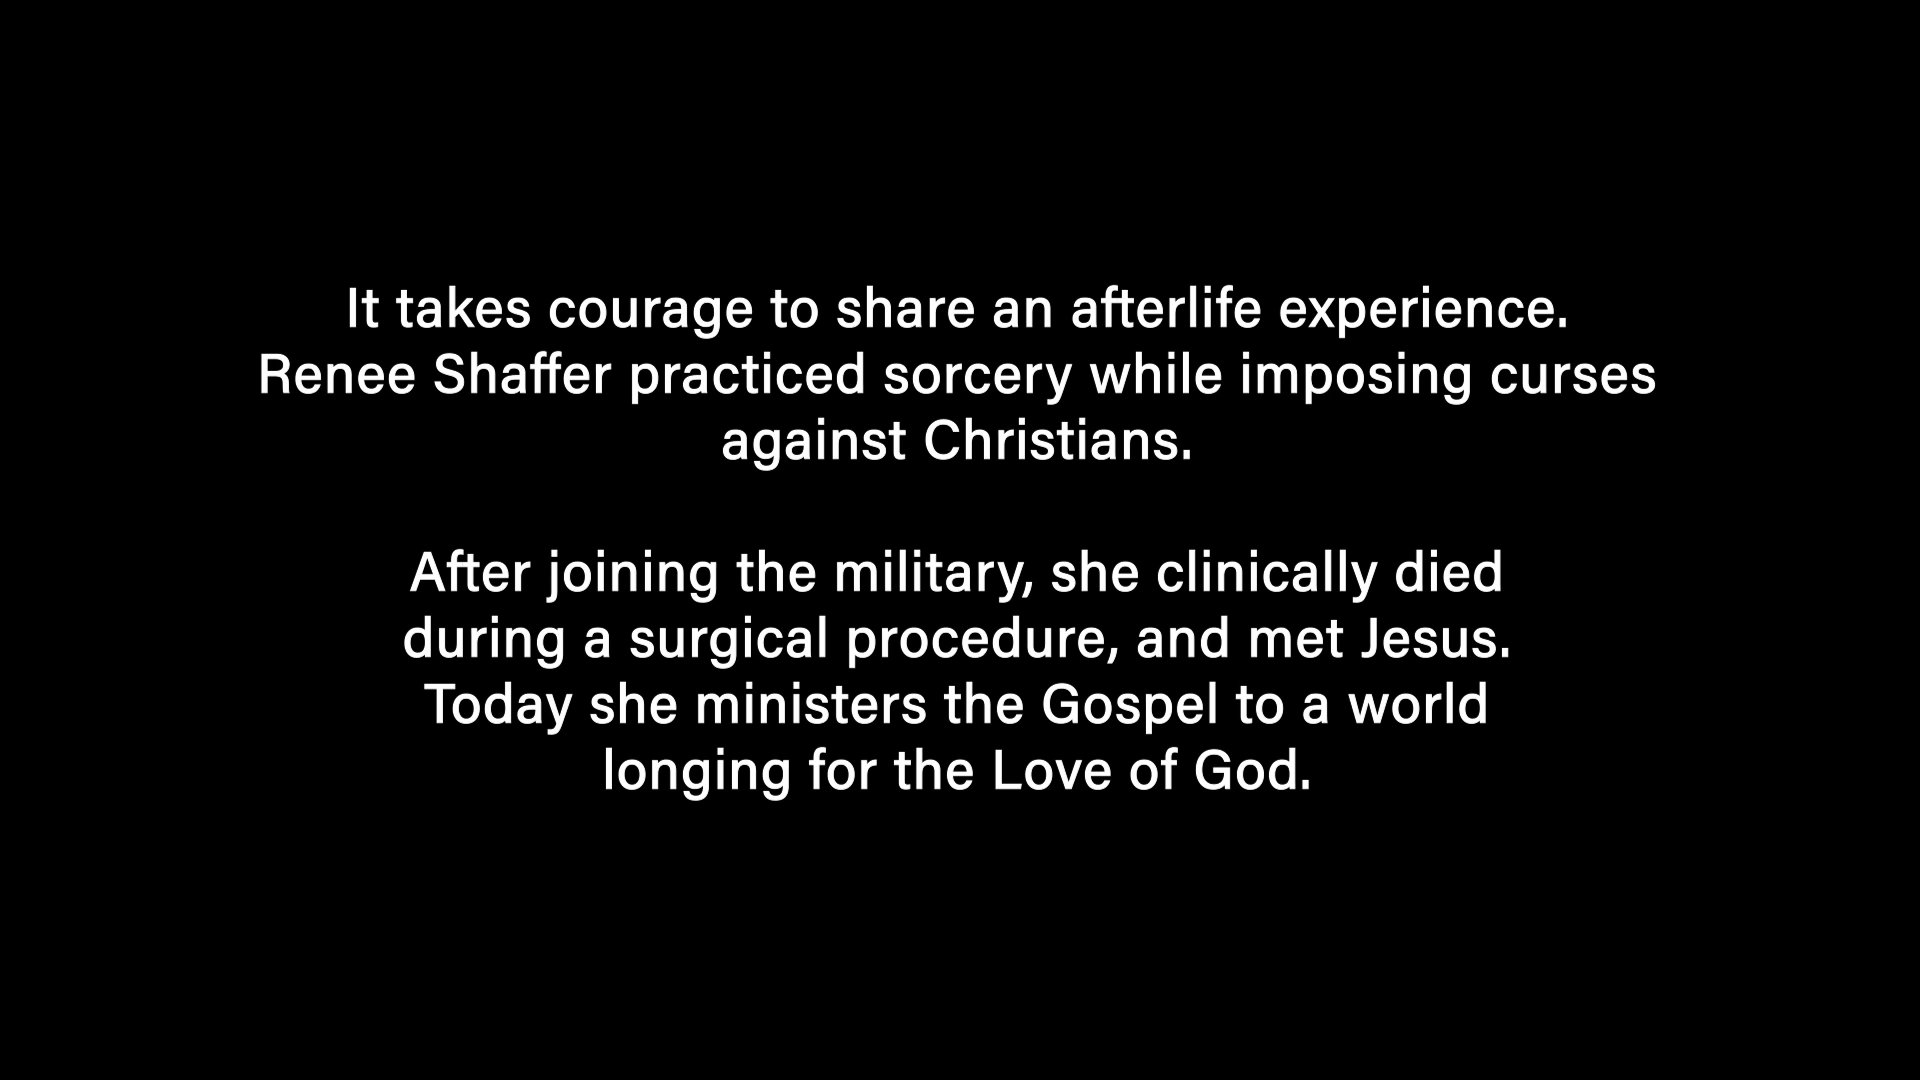 It takes courage to share an afterlife experience.
Renee Shaffer practiced sorcery while imposing curses
against Christians.
After joining the military, she clinically died
during a surgical procedure, and met Jesus.
Today she ministers the Gospel to a world
longing for the Love of God.